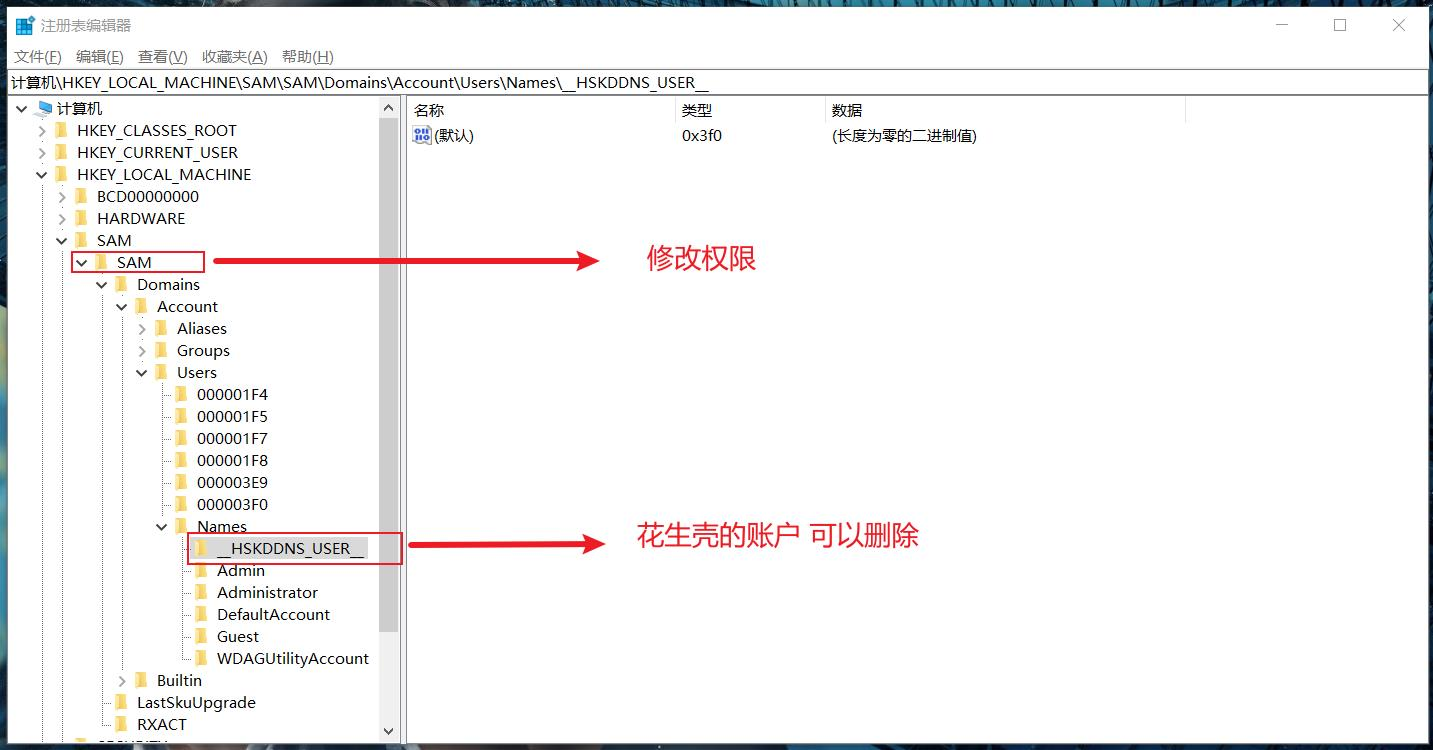 注册表编辑器
文件(F) 编辑(E) 查看(V) 收藏夹(A) 帮助(H)
计算机\HKEY_LOCAL_MACHINE\SAM\SAM\Domains\Account\Users\Names\__HSKDDNS_USER__
计算机
HKEY_CLASSES_ROOT
HKEY_CURRENT_USER
HKEY_LOCAL_MACHINE
BCD00000000
HARDWARE
SAM
SAM
Domains
Account
Aliases
Groups
Users
000001F4
000001F5
000001F7
000001F8
000003E9
000003F0
Names
__HSKDDNS_USER__
Admin
Administrator
DefaultAccount
Guest
WDAGUtilityAccount
Builtin
LastSkuUpgrade
RXACT
名称 类型 数据
(默认) 0x3f0 (长度为零的二进制值)
修改权限
花生壳的账户 可以删除